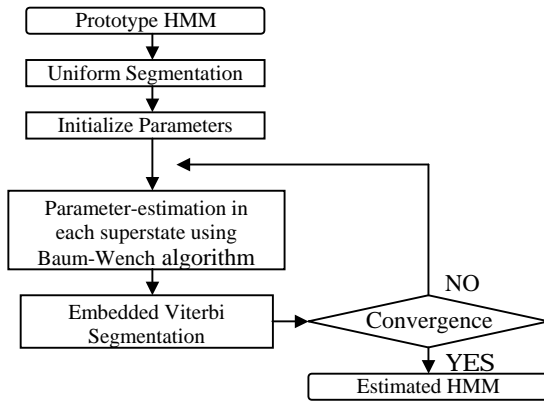 Prototype HMM
Uniform Segmentation
Initialize Parameters
Parameter-estimation in
each superstate using
Baum-Wench algorithm
Embedded Viterbi
Segmentation
Convergence
NO
YES
Estimated HMM